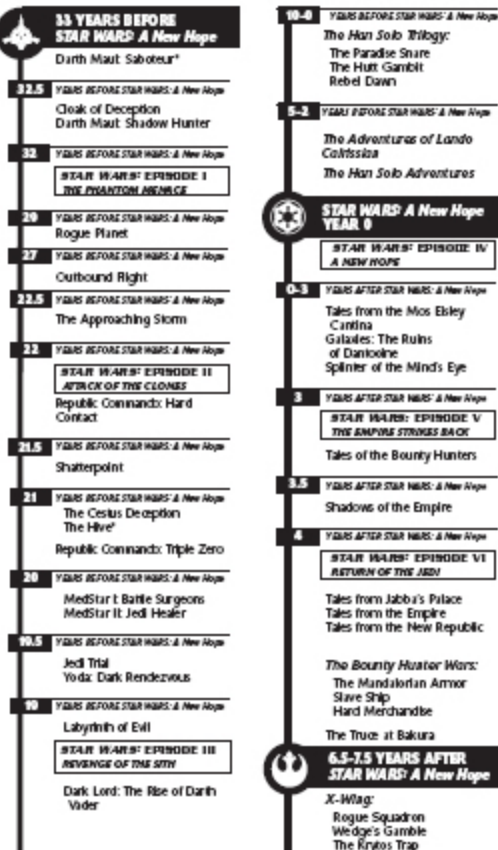 33 YEARS BEFORE
STAR WARS: A New Hope
Darth Maul: Saboteur*
32.5 YEARS BEFORE STAR WARS: A New Hope
Cloak of Deception
Darth Maul: Shadow Hunter
32 YEARS BEFORE STAR WARS: A New Hope
STAR WARS: EPISODE I
THE PHANTOM MENACE
29 YEARS BEFORE STAR WARS: A New Hope
Rogue Planet
27 YEARS BEFORE STAR WARS: A New Hope
Outbound Flight
22.5 YEARS BEFORE STAR WARS: A New Hope
The Approaching Storm
22 YEARS BEFORE STAR WARS: A New Hope
STAR WARS: EPISODE II
ATTACK OF THE CLONES
Republic Commando: Hard
Contact
21.5 YEARS BEFORE STAR WARS: A New Hope
Shatterpoint
21 YEARS BEFORE STAR WARS: A New Hope
The Cestus Deception
The Hive*
Republic Commando: Triple Zero
20 YEARS BEFORE STAR WARS: A New Hope
MedStar I: Battle Surgeons
MedStar II: Jedi Healer
19.5 YEARS BEFORE STAR WARS: A New Hope
Jedi Trial
Yoda: Dark Rendezvous
19 YEARS BEFORE STAR WARS: A New Hope
Labyrinth of Evil
STAR WARS: EPISODE III
REVENGE OF THE SITH
Dark Lord: The Rise of Darth
Vader
10-0 YEARS BEFORE STAR WARS: A New Hope
The Han Solo Trilogy:
The Paradise Snare
The Hutt Gambit
Rebel Dawn
5-2 YEARS BEFORE STAR WARS: A New Hope
The Adventures of Lando
Calrissian
The Han Solo Adventures
STAR WARS: A New Hope
YEAR 0
STAR WARS: EPISODE IV
A NEW HOPE
0-3 YEARS AFTER STAR WARS: A New Hope
Tales from the Mos Eisley
Cantina
Galaxies: The Ruins
of Dantooine
Splinter of the Mind's Eye
3 YEARS AFTER STAR WARS: A New Hope
STAR WARS: EPISODE V
THE EMPIRE STRIKES BACK
Tales of the Bounty Hunters
3.5 YEARS AFTER STAR WARS: A New Hope
Shadows of the Empire
4 YEARS AFTER STAR WARS: A New Hope
STAR WARS: EPISODE VI
RETURN OF THE JEDI
Tales from Jabba's Palace
Tales from the Empire
Tales from the New Republic
The Bounty Hunter Wars:
The Mandalorian Armor
Slave Ship
Hard Merchandise
The Truce at Bakura
6.5-7.5 YEARS AFTER
STAR WARS: A New Hope
X-Wing:
Rogue Squadron
Wedge's Gamble
The Krytos Trap